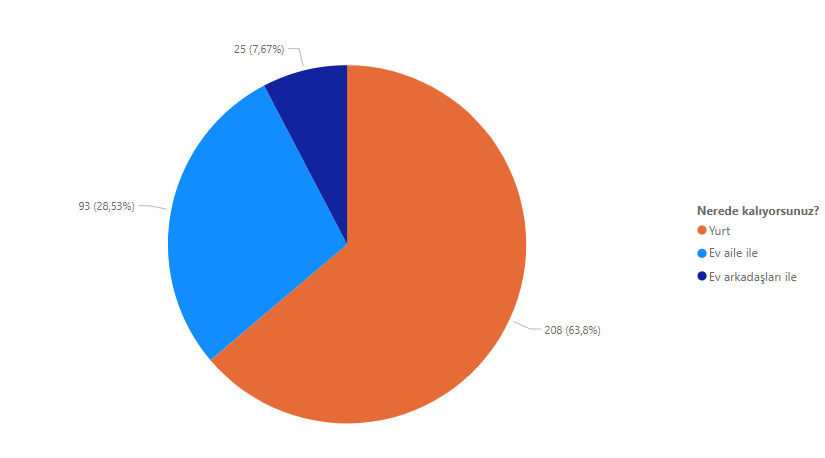 25 (7,67%)
93 (28,53%)
208 (63,8%)
Nerede kalıyorsunuz?
Yurt
Ev aile ile
Ev arkadaşları ile